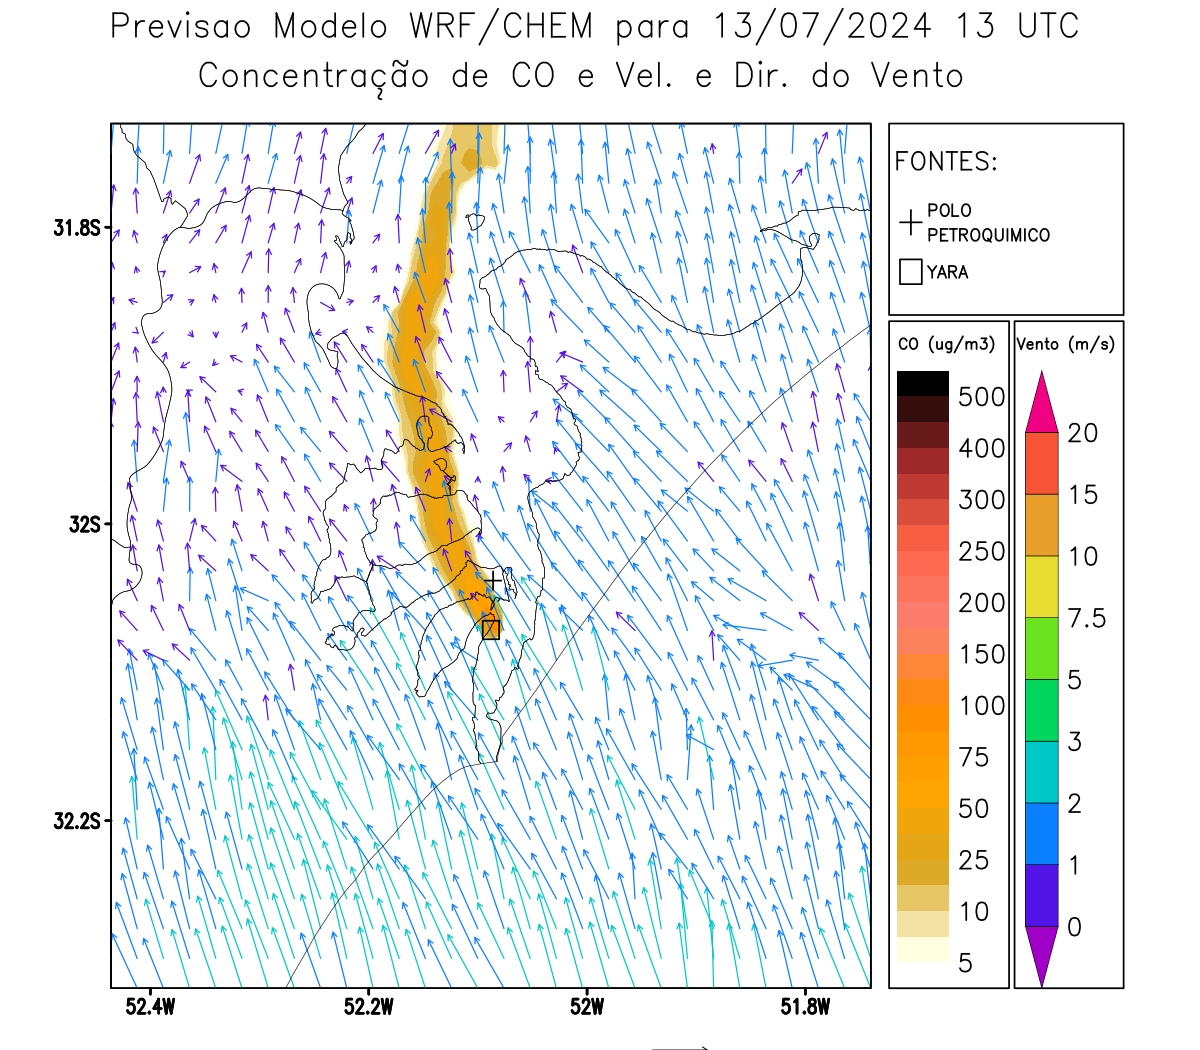 Previsao Modelo WRF/CHEM para 13/07/2024 13 UTC
Concentração de CO e Vel. e Dir. do Vento
FONTES:
POLO
PETROQUIMICO
YARA
CO (ug/m3)
500
400
300
250
200
150
100
75
50
25
10
5
Vento (m/s)
20
15
10
7.5
5
3
2
1
0
31.8S
32S
32.2S
52.4W
52.2W
52W
51.8W